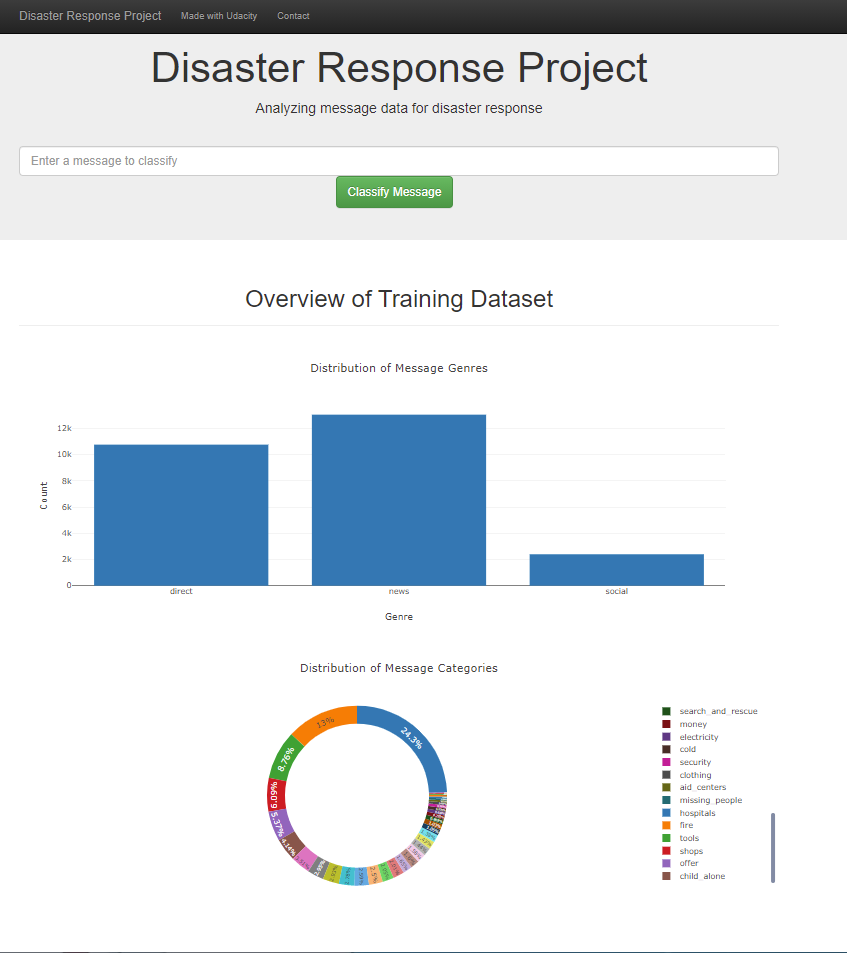 Disaster Response Project Made with Udacity Contact
Disaster Response Project
Analyzing message data for disaster response
Enter a message to classify
Classify Message
Overview of Training Dataset
Distribution of Message Genres
12k
10k
8k
6k
4k
2k
0
Count
direct news social
Genre
Distribution of Message Categories
24.3%
13%
8.76%
6.09%
5.37%
4.14%
search_and_rescue
money
electricity
cold
security
clothing
aid_centers
missing_people
hospitals
fire
tools
shops
offer
child_alone